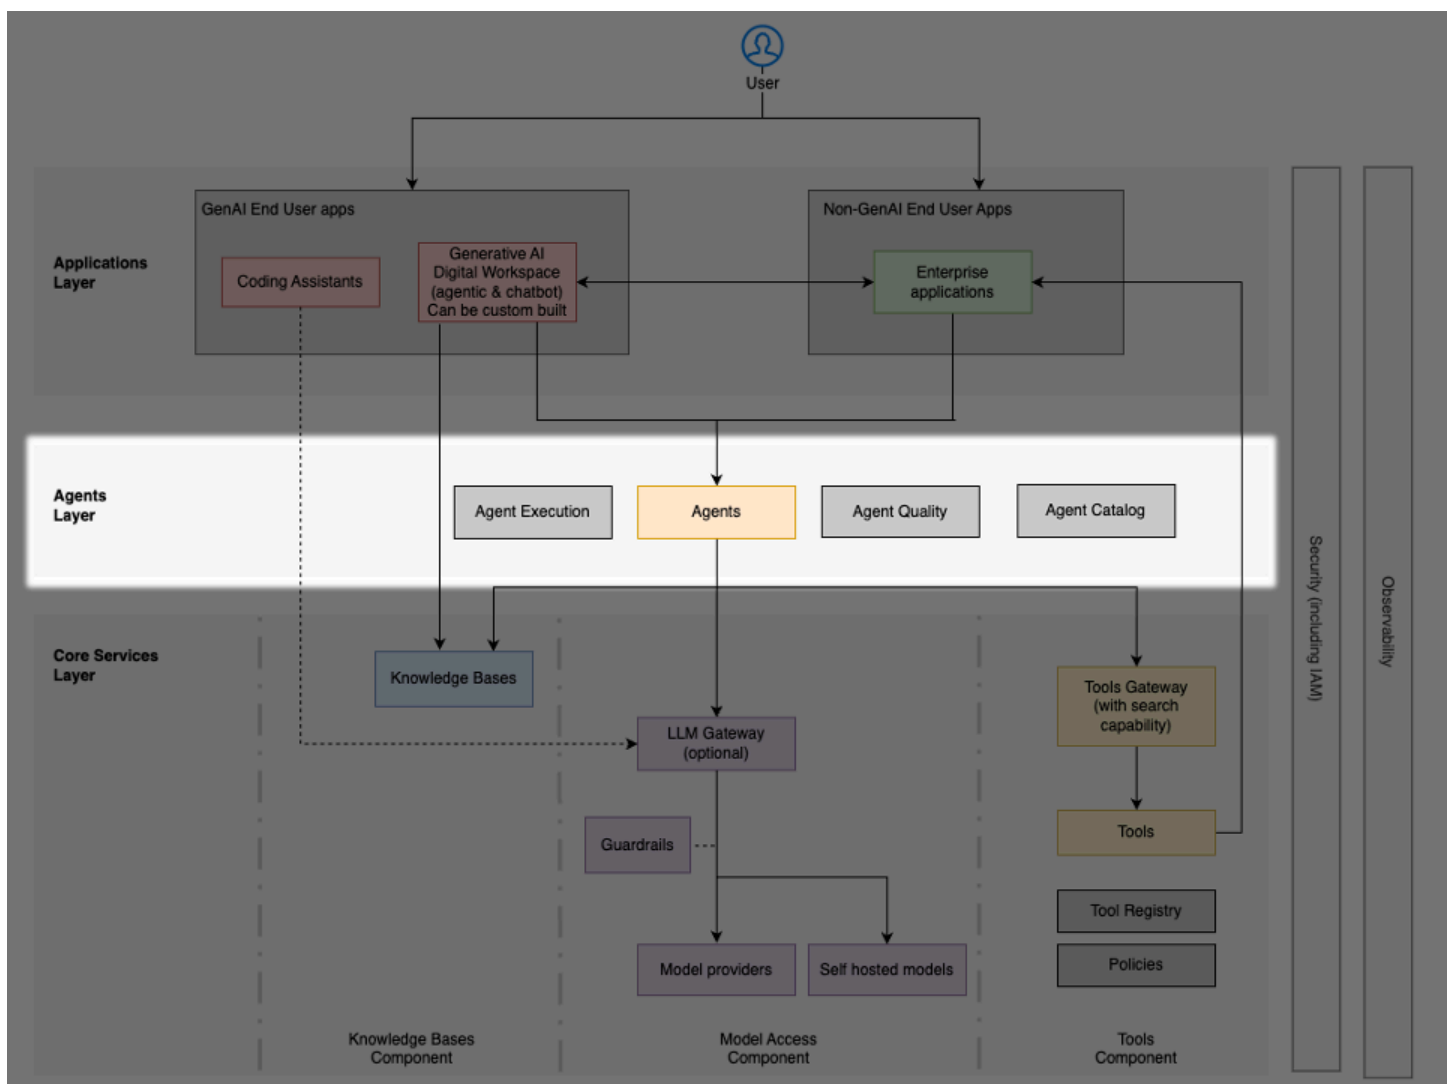 User
GenAI End User apps
Non-GenAI End User Apps
Applications
Layer
Coding Assistants
Generative AI
Digital Workspace
(agentic & chatbot)
Can be custom built
Enterprise
applications
Agents
Layer
Agent Execution
Agents
Agent Quality
Agent Catalog
Security (including IAM)
Observability
Core Services
Layer
Knowledge Bases
LLM Gateway
(optional)
Tools Gateway
(with search
capability)
Guardrails
Tools
Tool Registry
Policies
Model providers
Self hosted models
Knowledge Bases
Component
Model Access
Component
Tools
Component